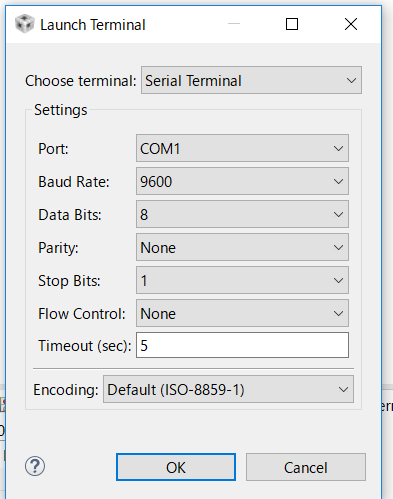 Launch Terminal
Choose terminal: Serial Terminal
Settings
Port: COM1
Baud Rate: 9600
Data Bits: 8
Parity: None
Stop Bits: 1
Flow Control: None
Timeout (sec): 5
Encoding: Default (ISO-8859-1)
? OK Cancel